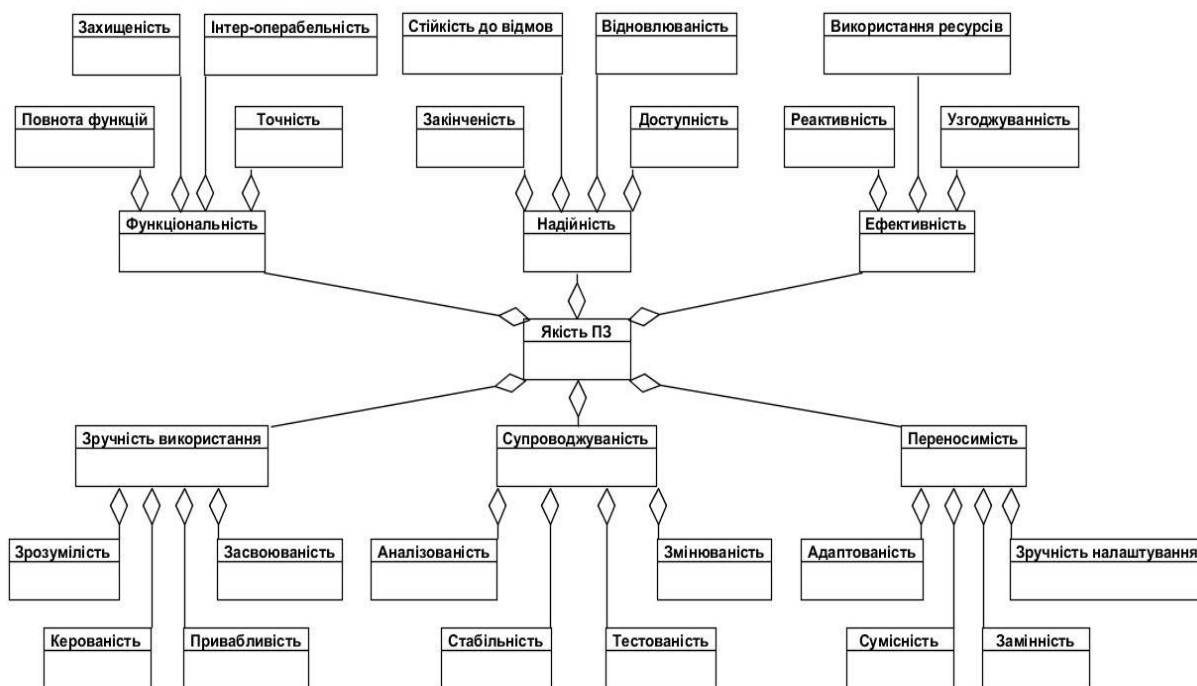 Захищеність
Інтер-операбельність
Стійкість до відмов
Відновлюваність
Використання ресурсів
Повнота функцій
Точність
Закінченість
Доступність
Реактивність
Узгоджуванність
Функціональність
Надійність
Ефективність
Якість ПЗ
Зручність використання
Супроводжуваність
Переносимість
Зрозумілість
Засвоюваність
Аналізованість
Змінюваність
Адаптованість
Зручність налаштування
Керованість
Привабливість
Стабільність
Тестованість
Сумісність
Замінність